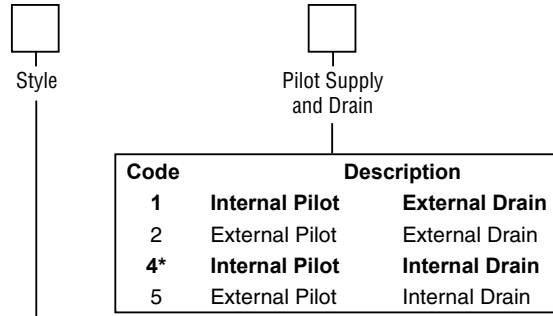 Style
Pilot Supply
and Drain
Code Description
1 Internal Pilot External Drain
2 External Pilot External Drain
4* Internal Pilot Internal Drain
5 External Pilot Internal Drain